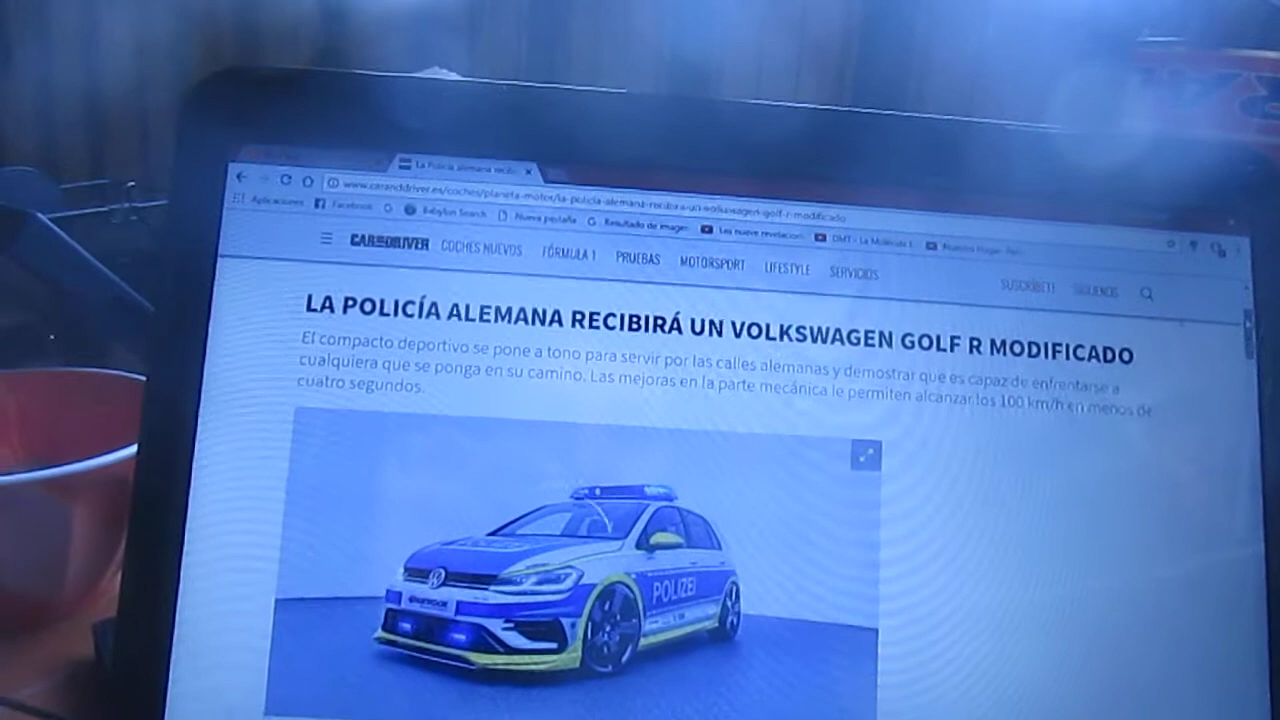 La Policía alemana recibi
www.caranddriver.es/coches/planeta-motor/la-policia-alemana-recibira-un-volkswagen-golf-r-modificado
Aplicaciones Facebook Babylon Search Nueva pestaña Resultado de imagen DMT - La Molécula
CAR AND DRIVER COCHES NUEVOS FÓRMULA 1 PRUEBAS MOTORSPORT LIFESTYLE SERVICIOS SUSCRÍBETE SÍGUENOS
LA POLICÍA ALEMANA RECIBIRÁ UN VOLKSWAGEN GOLF R MODIFICADO
El compacto deportivo se pone a tono para servir por las calles alemanas y demostrar que es capaz de enfrentarse a
cualquiera que se ponga en su camino. Las mejoras en la parte mecánica le permiten alcanzar los 100 km/h en menos de
cuatro segundos.
POLIZEI